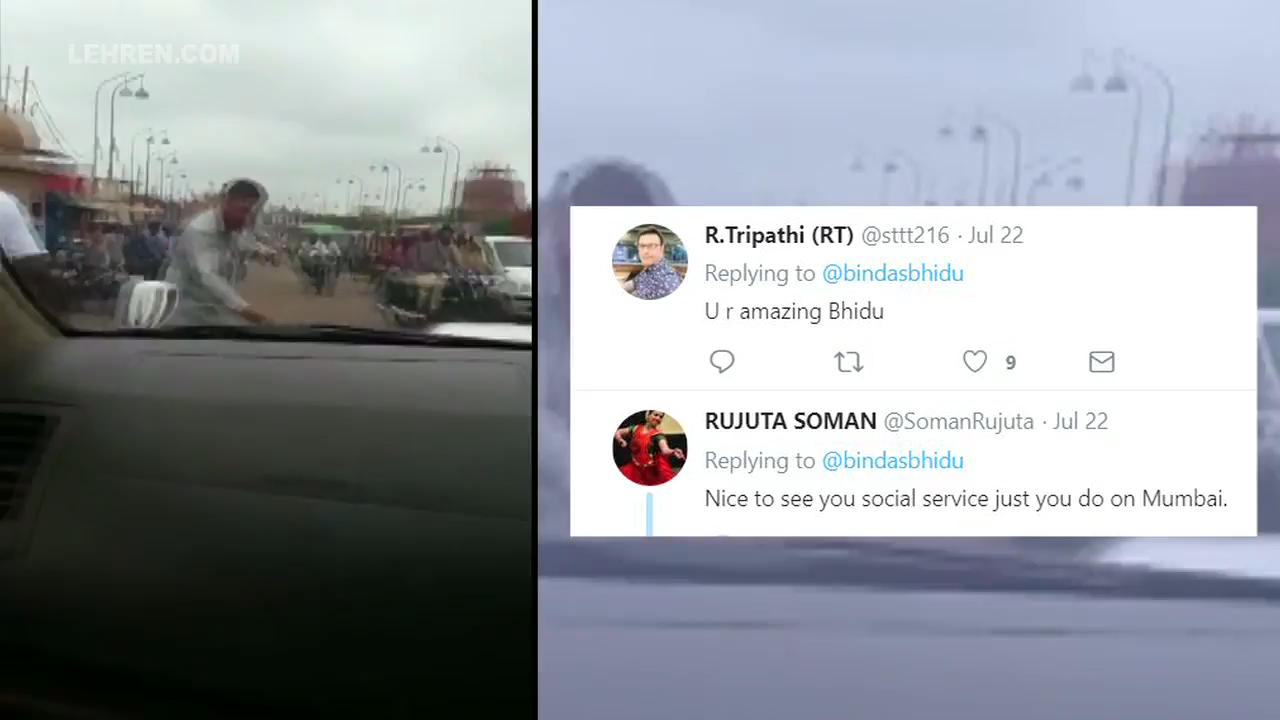 LEHREN.COM
R.Tripathi (RT) @sttt216 · Jul 22
Replying to @bindasbhidu
U r amazing Bhidu
9
RUJUTA SOMAN @SomanRujuta · Jul 22
Replying to @bindasbhidu
Nice to see you social service just you do on Mumbai.